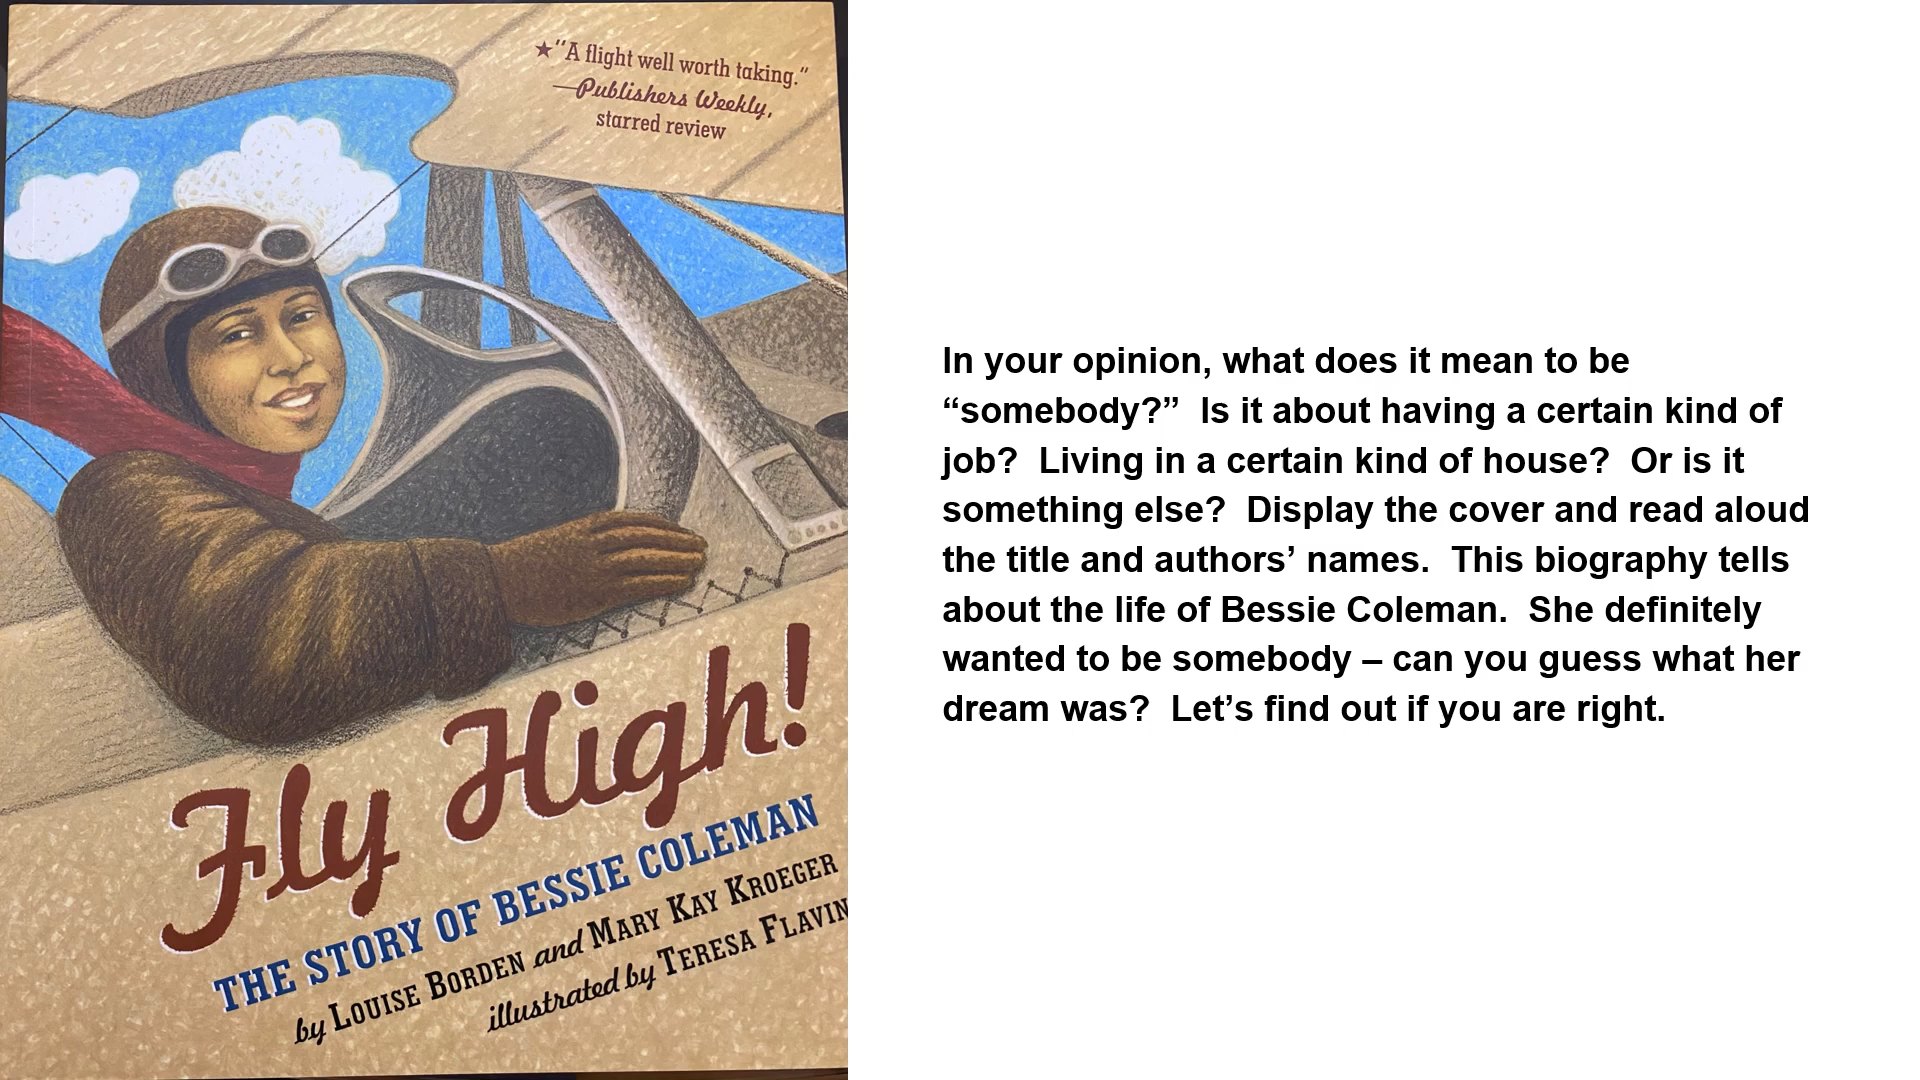 ★"A flight well worth taking."
—Publishers Weekly,
starred review
Fly High!
THE STORY OF BESSIE COLEMAN
by LOUISE BORDEN and MARY KAY KROEGER
illustrated by TERESA FLAVIN
In your opinion, what does it mean to be
“somebody?”  Is it about having a certain kind of
job?  Living in a certain kind of house?  Or is it
something else?  Display the cover and read aloud
the title and authors’ names.  This biography tells
about the life of Bessie Coleman.  She definitely
wanted to be somebody – can you guess what her
dream was?  Let’s find out if you are right.